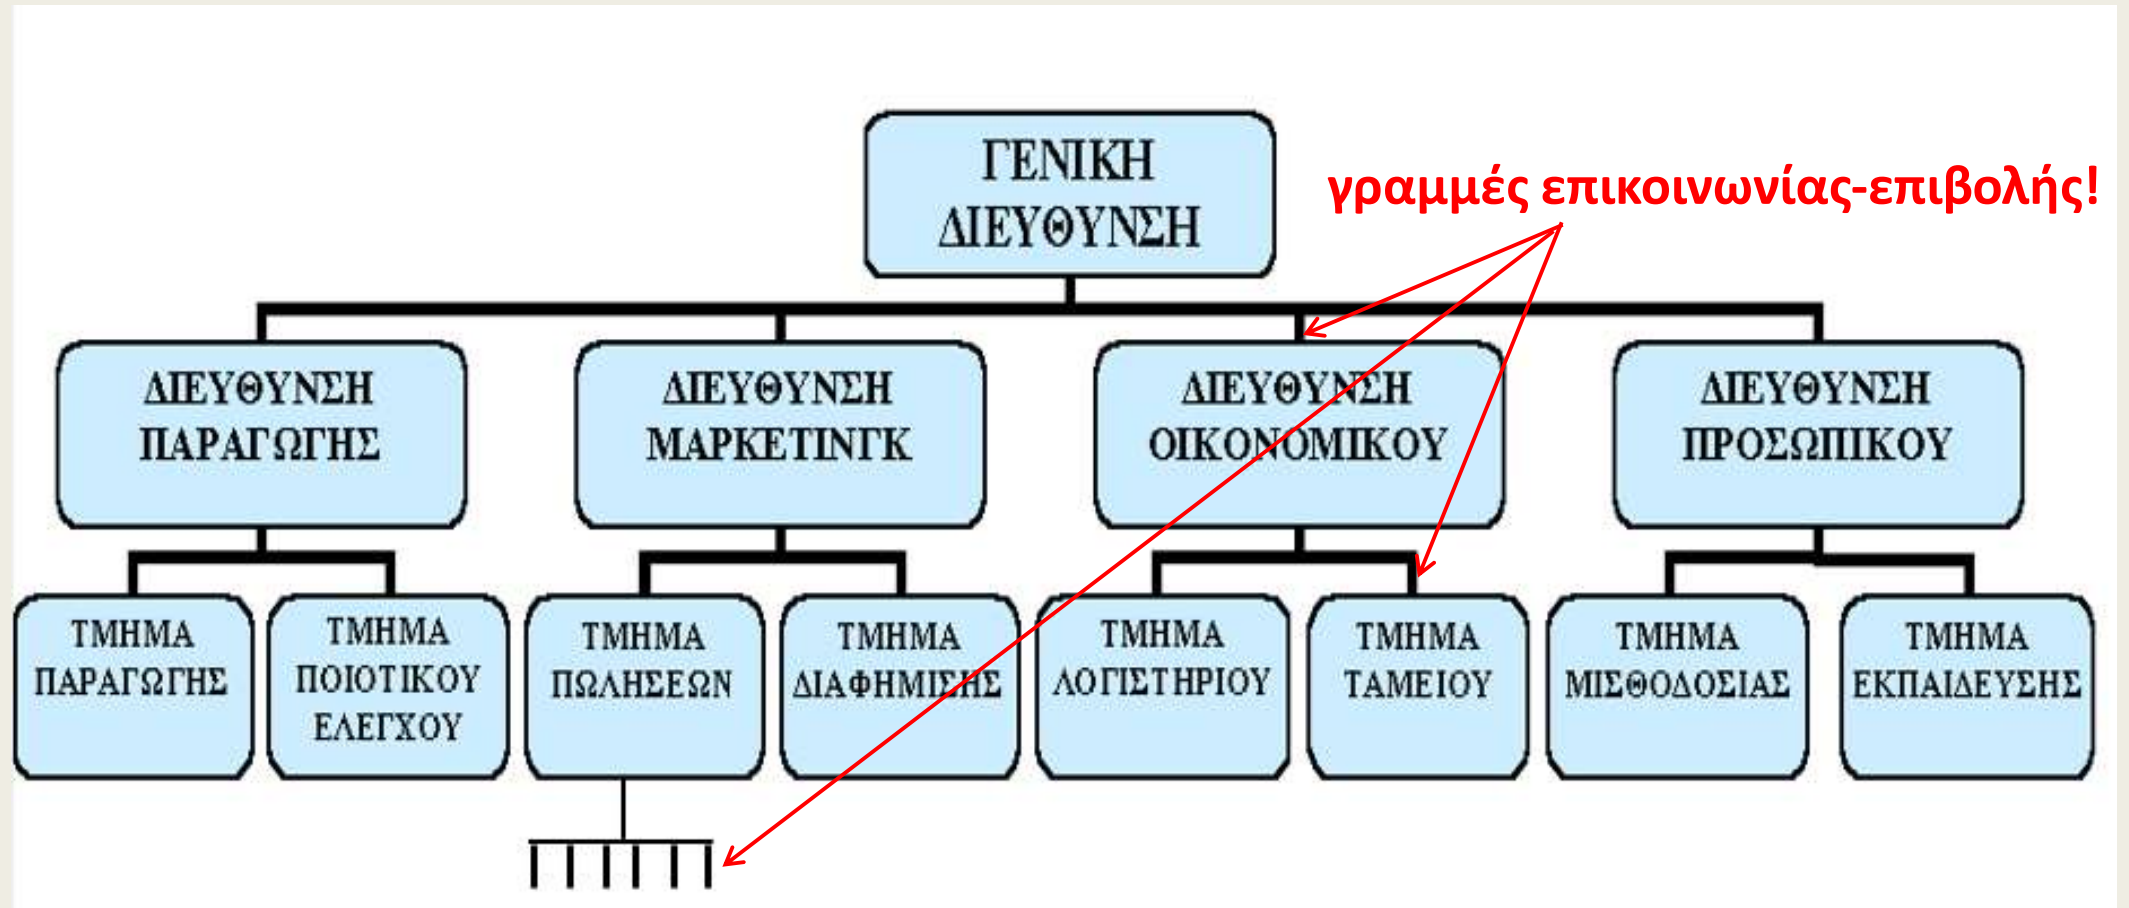 ΓΕΝΙΚΗ
ΔΙΕΥΘΥΝΣΗ
γραμμές επικοινωνίας-επιβολής!
ΔΙΕΥΘΥΝΣΗ
ΠΑΡΑΓΩΓΗΣ
ΔΙΕΥΘΥΝΣΗ
ΜΑΡΚΕΤΙΝΓΚ
ΔΙΕΥΘΥΝΣΗ
ΟΙΚΟΝΟΜΙΚΟΥ
ΔΙΕΥΘΥΝΣΗ
ΠΡΟΣΩΠΙΚΟΥ
ΤΜΗΜΑ
ΠΑΡΑΓΩΓΗΣ
ΤΜΗΜΑ
ΠΟΙΟΤΙΚΟΥ
ΕΛΕΓΧΟΥ
ΤΜΗΜΑ
ΠΩΛΗΣΕΩΝ
ΤΜΗΜΑ
ΔΙΑΦΗΜΙΣΗΣ
ΤΜΗΜΑ
ΛΟΓΙΣΤΗΡΙΟΥ
ΤΜΗΜΑ
ΤΑΜΕΙΟΥ
ΤΜΗΜΑ
ΜΙΣΘΟΔΟΣΙΑΣ
ΤΜΗΜΑ
ΕΚΠΑΙΔΕΥΣΗΣ